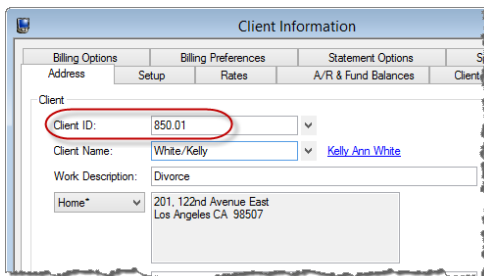 Client Information
Billing Options Billing Preferences Statement Options
Address Setup Rates A/R & Fund Balances Client
Client
Client ID: 850.01
Client Name: White/Kelly Kelly Ann White
Work Description: Divorce
Home* 201, 122nd Avenue East
Los Angeles CA 98507